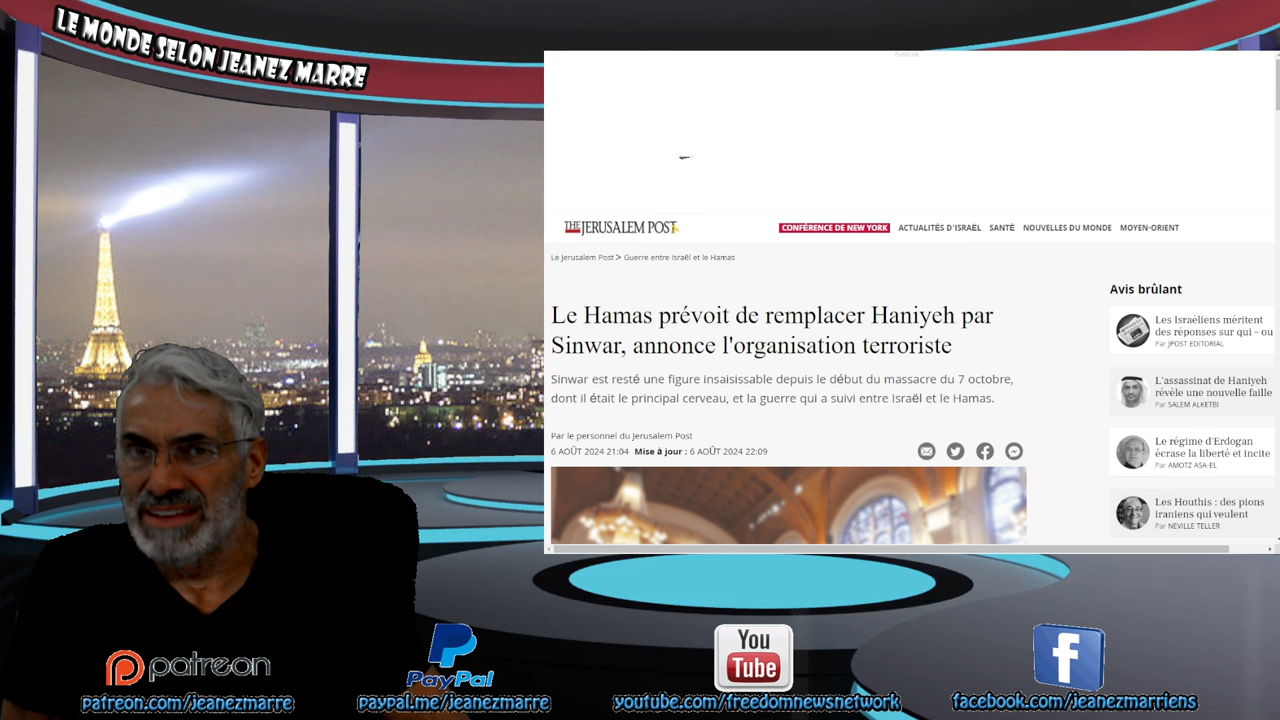 LE MONDE SELON JEANEZ MARRE
Publicité
THE JERUSALEM POST
CONFÉRENCE DE NEW YORK
ACTUALITÉS D'ISRAËL
SANTÉ
NOUVELLES DU MONDE
MOYEN-ORIENT
Le Jerusalem Post > Guerre entre Israël et le Hamas
Le Hamas prévoit de remplacer Haniyeh par
Sinwar, annonce l'organisation terroriste
Sinwar est resté une figure insaisissable depuis le début du massacre du 7 octobre,
dont il était le principal cerveau, et la guerre qui a suivi entre Israël et le Hamas.
Par le personnel du Jerusalem Post
6 AOÛT 2024 21:04 Mise à jour : 6 AOÛT 2024 22:09
Avis brûlant
Les Israéliens méritent
des réponses sur qui – ou
Par JPOST EDITORIAL
L'assassinat de Haniyeh
révèle une nouvelle faille
Par SALEM ALKETBI
Le régime d'Erdogan
écrase la liberté et incite
Par AMOTZ ASA-EL
Les Houthis : des pions
iraniens qui veulent
Par NEVILLE TELLER
patreon
patreon.com/jeanezmarre
PayPal
paypal.me/jeanezmarre
You
Tube
youtube.com/freedomnewsnetwork
f
facebook.com/jeanezmarriens